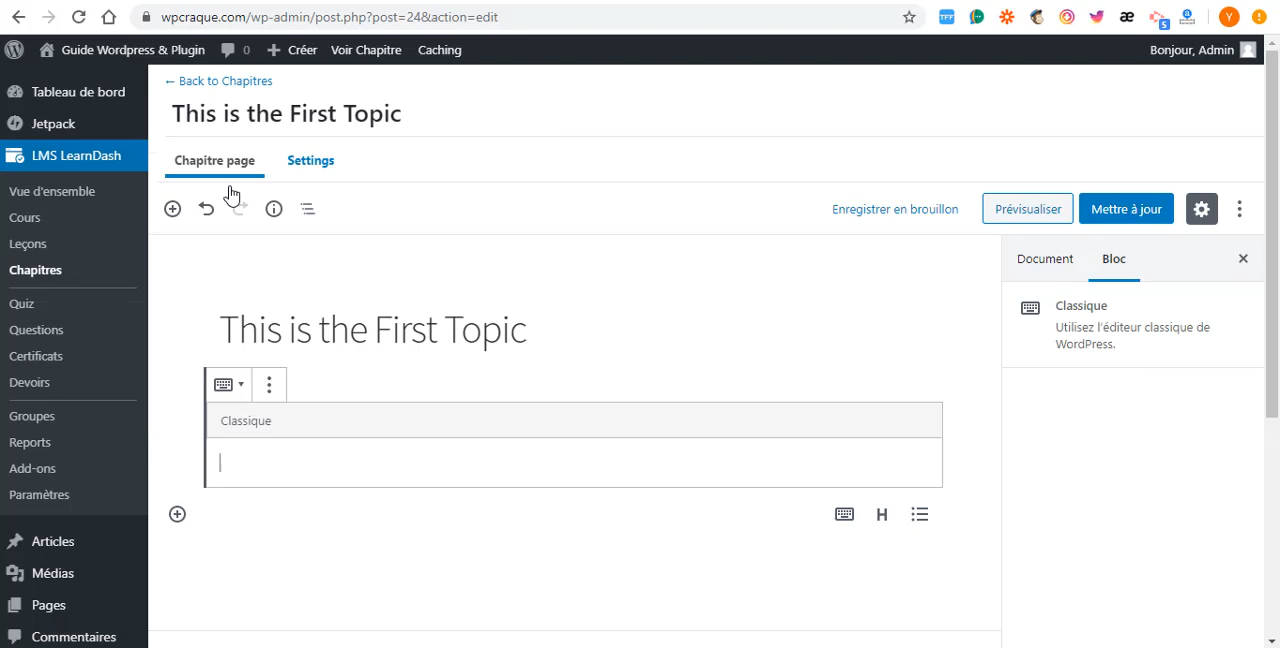 wpcraque.com/wp-admin/post.php?post=24&action=edit
TFF
æ
5
Y
Guide Wordpress & Plugin
0
Créer
Voir Chapitre
Caching
Bonjour, Admin
Tableau de bord
Jetpack
LMS LearnDash
Vue d'ensemble
Cours
Leçons
Chapitres
Quiz
Questions
Certificats
Devoirs
Groupes
Reports
Add-ons
Paramètres
Articles
Médias
Pages
Commentaires
← Back to Chapitres
This is the First Topic
Chapitre page
Settings
Enregistrer en brouillon
Prévisualiser
Mettre à jour
This is the First Topic
Classique
H
Document
Bloc
Classique
Utilisez l'éditeur classique de
WordPress.